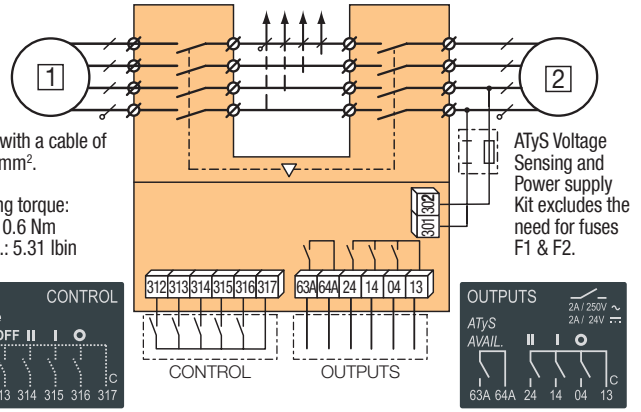 1
2
with a cable of
mm².
ng torque:
0.6 Nm
.: 5.31 lbin
ATyS Voltage
Sensing and
Power supply
Kit excludes the
need for fuses
F1 & F2.
302
301
312 313 314 315 316 317
63A 64A 24 14 04 13
CONTROL
OUTPUTS
CONTROL
OFF II I O
13 314 315 316 317
C
OUTPUTS
2A / 250V ~
2A / 24V
ATyS
AVAIL.
II I O
C
63A 64A 24 14 04 13